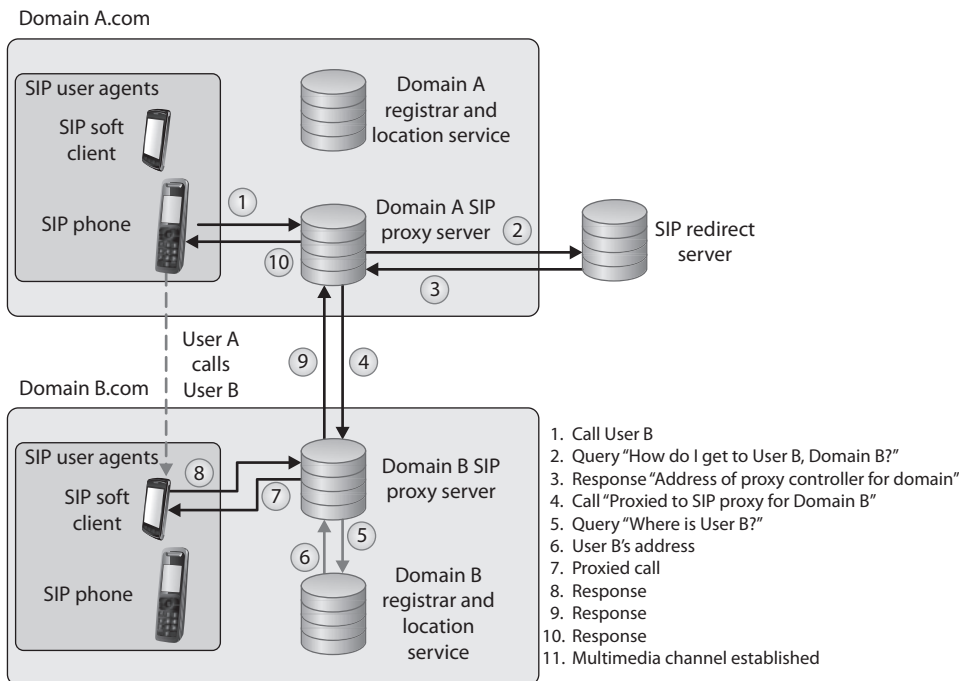 Domain A.com
SIP user agents
SIP soft
client
SIP phone
Domain A
registrar and
location service
1
Domain A SIP
proxy server
2
10
3
SIP redirect
server
User A
calls
User B
9
4
Domain B.com
SIP user agents
SIP soft
client
SIP phone
8
7
Domain B SIP
proxy server
6
5
Domain B
registrar and
location
service
1. Call User B
2. Query “How do I get to User B, Domain B?”
3. Response “Address of proxy controller for domain”
4. Call “Proxied to SIP proxy for Domain B”
5. Query “Where is User B?”
6. User B’s address
7. Proxied call
8. Response
9. Response
10. Response
11. Multimedia channel established